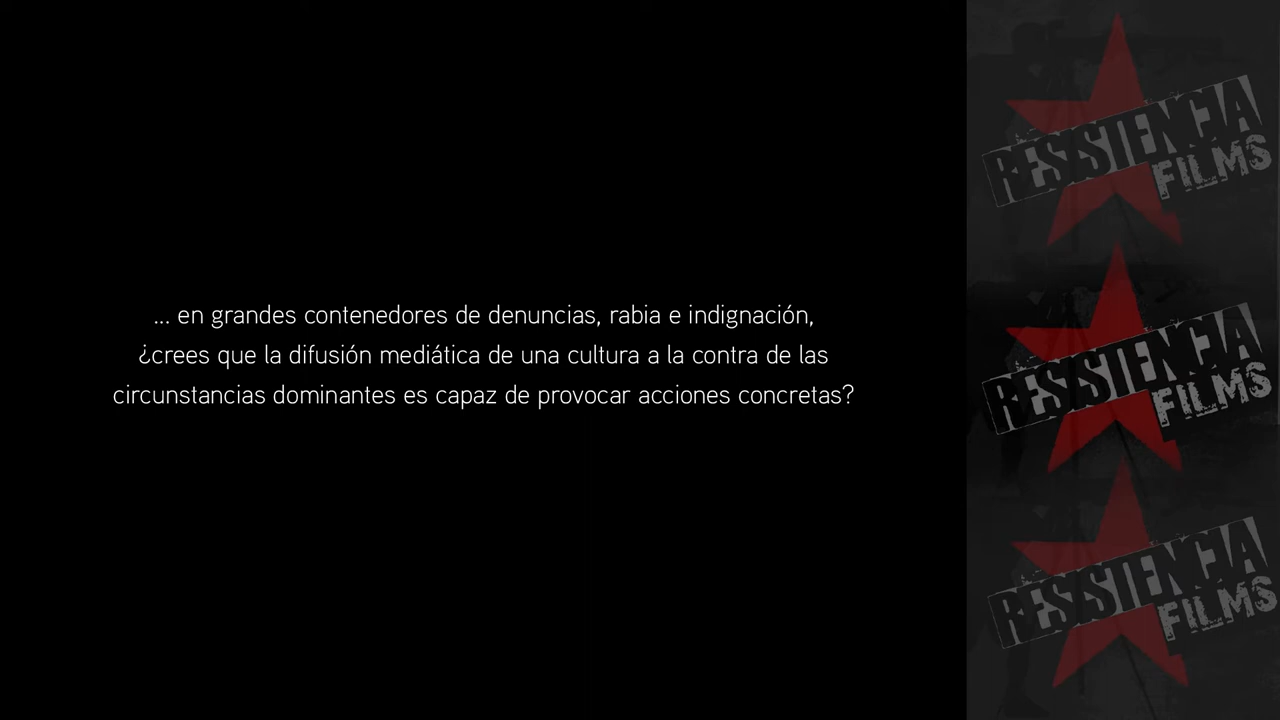 ... en grandes contenedores de denuncias, rabia e indignación,
¿crees que la difusión mediática de una cultura a la contra de las
circunstancias dominantes es capaz de provocar acciones concretas?
RESISTENCIA
FILMS
RESISTENCIA
FILMS
RESISTENCIA
FILMS